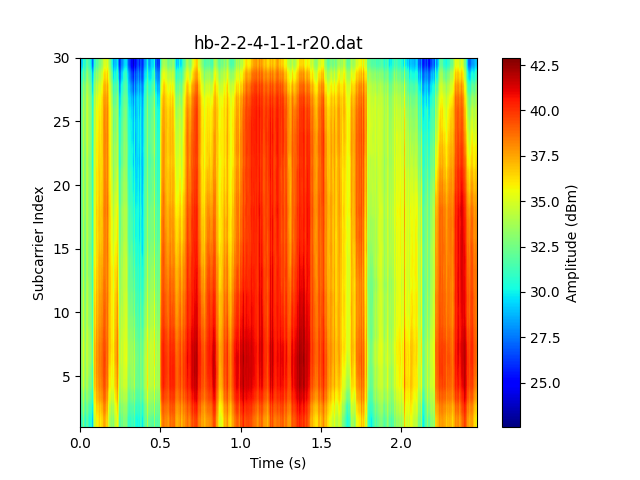 hb-2-2-4-1-1-r20.dat
30
25
20
15
10
5
Subcarrier Index
0.0 0.5 1.0 1.5 2.0
Time (s)
42.5
40.0
37.5
35.0
32.5
30.0
27.5
25.0
Amplitude (dBm)